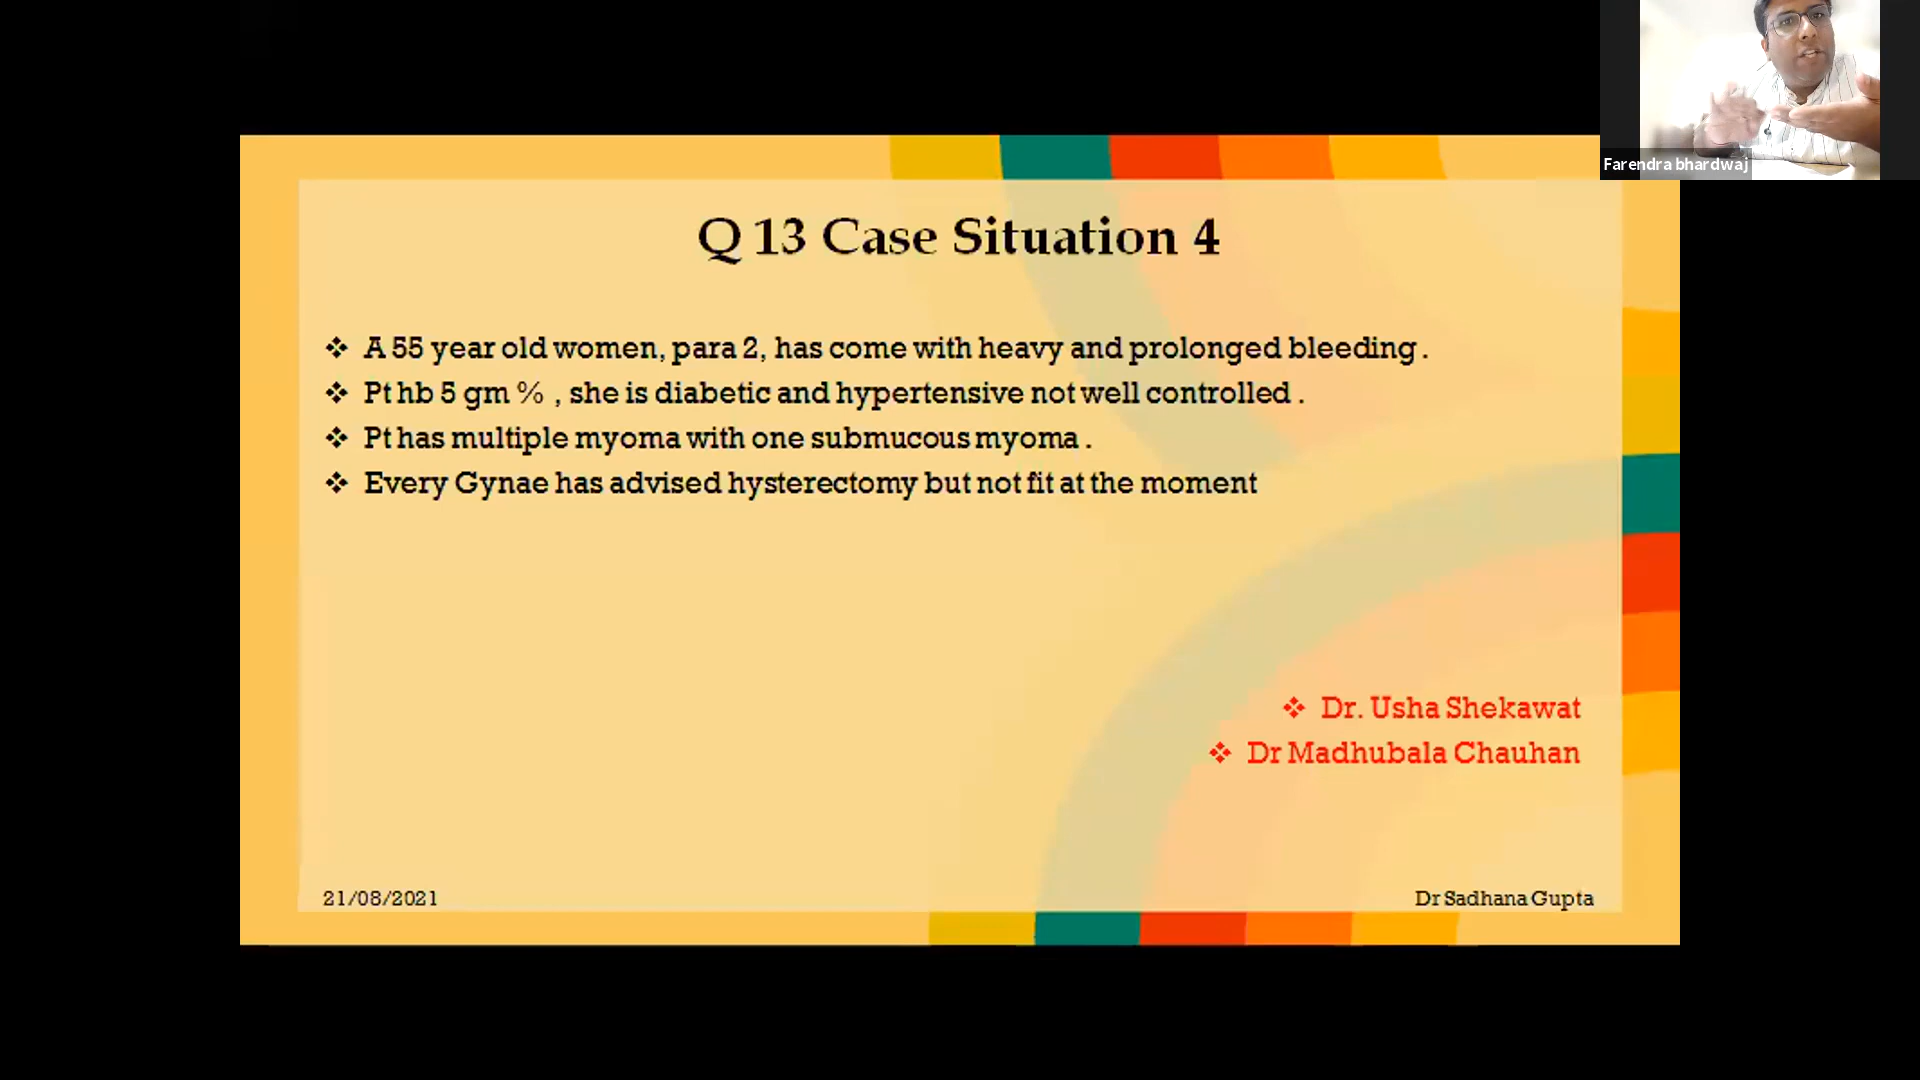 Farendra bhardwaj
Q 13 Case Situation 4
❖ A 55 year old women, para 2, has come with heavy and prolonged bleeding .
❖ Pt hb 5 gm % , she is diabetic and hypertensive not well controlled .
❖ Pt has multiple myoma with one submucous myoma .
❖ Every Gynae has advised hysterectomy but not fit at the moment
❖ Dr. Usha Shekawat
❖ Dr Madhubala Chauhan
21/08/2021
Dr Sadhana Gupta